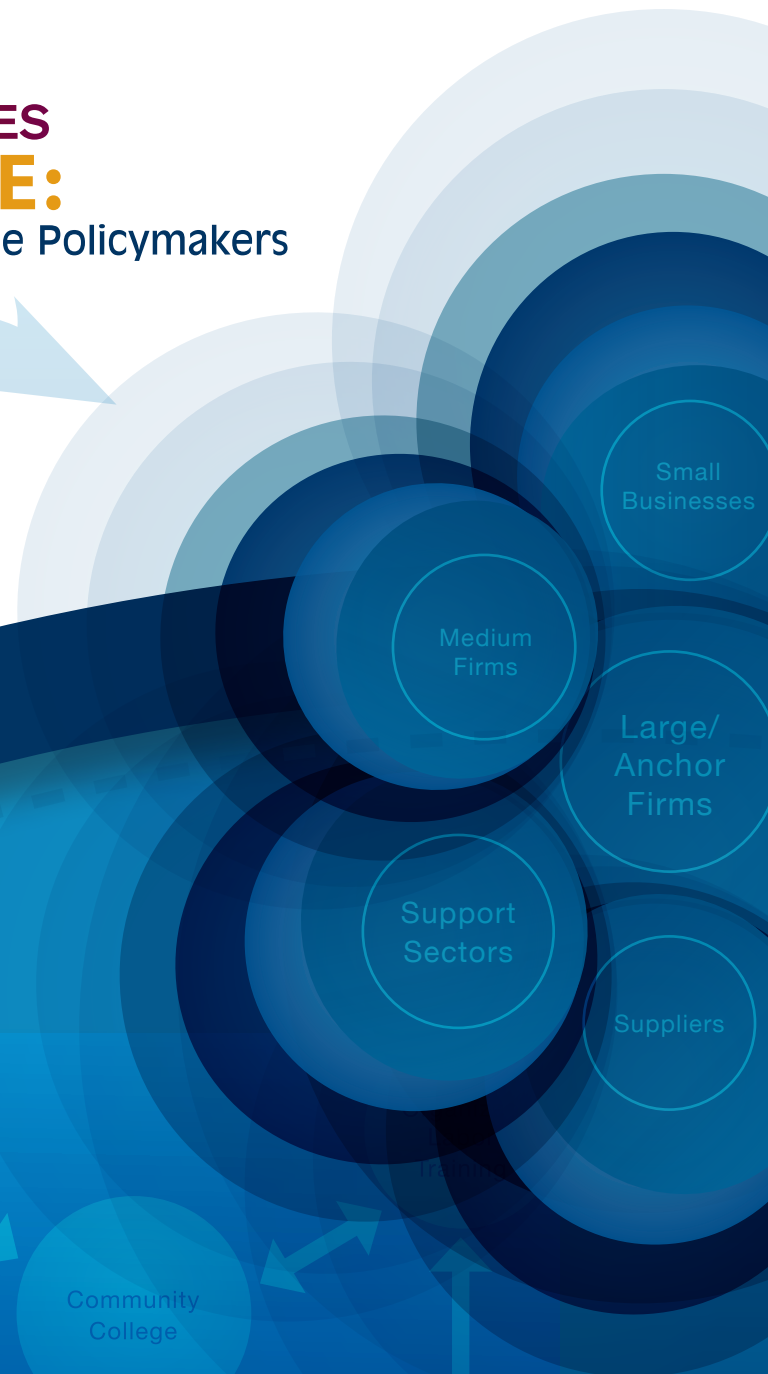 ES
E:
e Policymakers
Small
Businesses
Medium
Firms
Large/
Anchor
Firms
Support
Sectors
Suppliers
Community
College